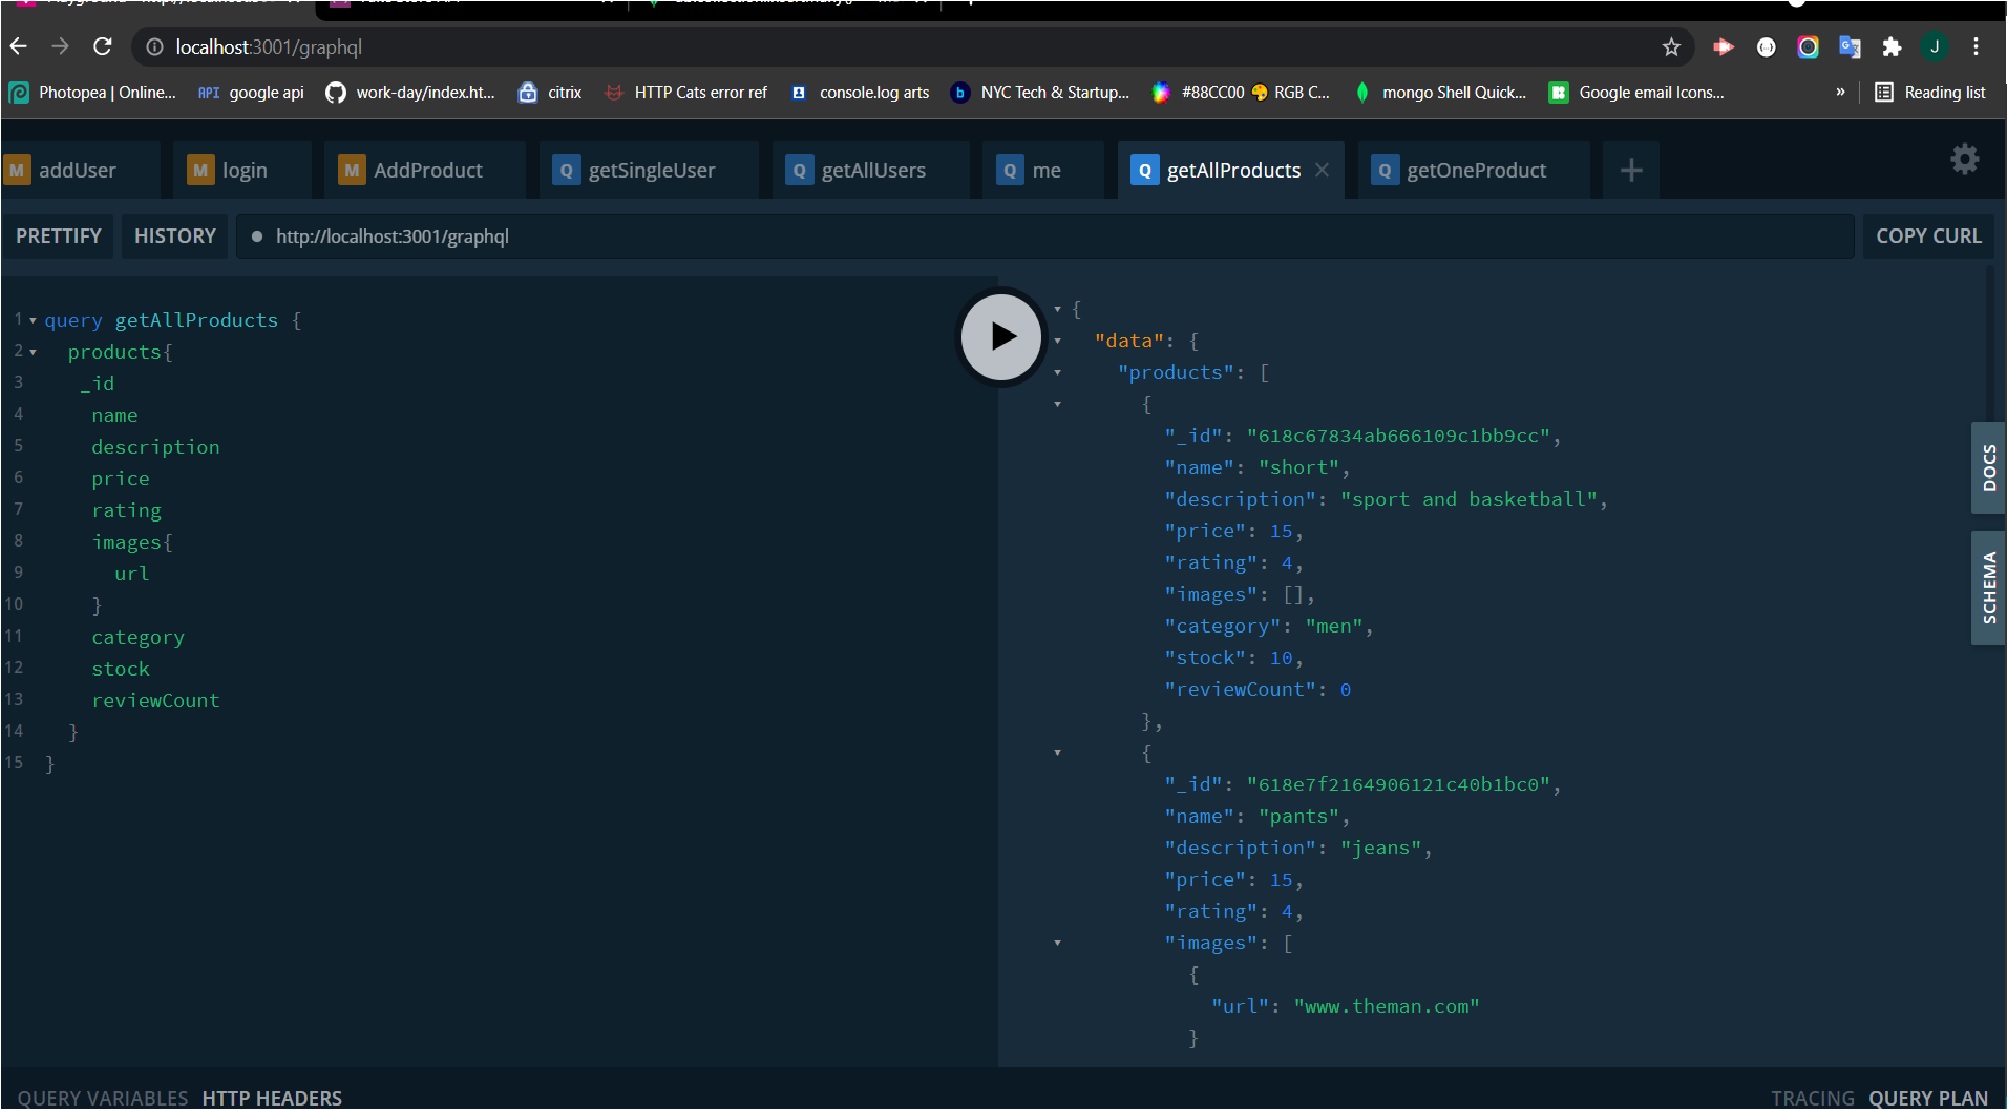 localhost:3001/graphql
J
Photopea | Online... API google api work-day/index.ht... citrix HTTP Cats error ref console.log arts NYC Tech & Startup... #88CC00 RGB C... mongo Shell Quick... Google email Icons... » Reading list
M addUser M login M AddProduct Q getSingleUser Q getAllUsers Q me Q getAllProducts Q getOneProduct
PRETTIFY HISTORY http://localhost:3001/graphql COPY CURL
1 query getAllProducts {
2 products{
3 _id
4 name
5 description
6 price
7 rating
8 images{
9 url
10 }
11 category
12 stock
13 reviewCount
14 }
15 }
{
"data": {
"products": [
{
"_id": "618c67834ab666109c1bb9cc",
"name": "short",
"description": "sport and basketball",
"price": 15,
"rating": 4,
"images": [],
"category": "men",
"stock": 10,
"reviewCount": 0
},
{
"_id": "618e7f2164906121c40b1bc0",
"name": "pants",
"description": "jeans",
"price": 15,
"rating": 4,
"images": [
{
"url": "www.theman.com"
}
DOCS
SCHEMA
QUERY VARIABLES HTTP HEADERS TRACING QUERY PLAN